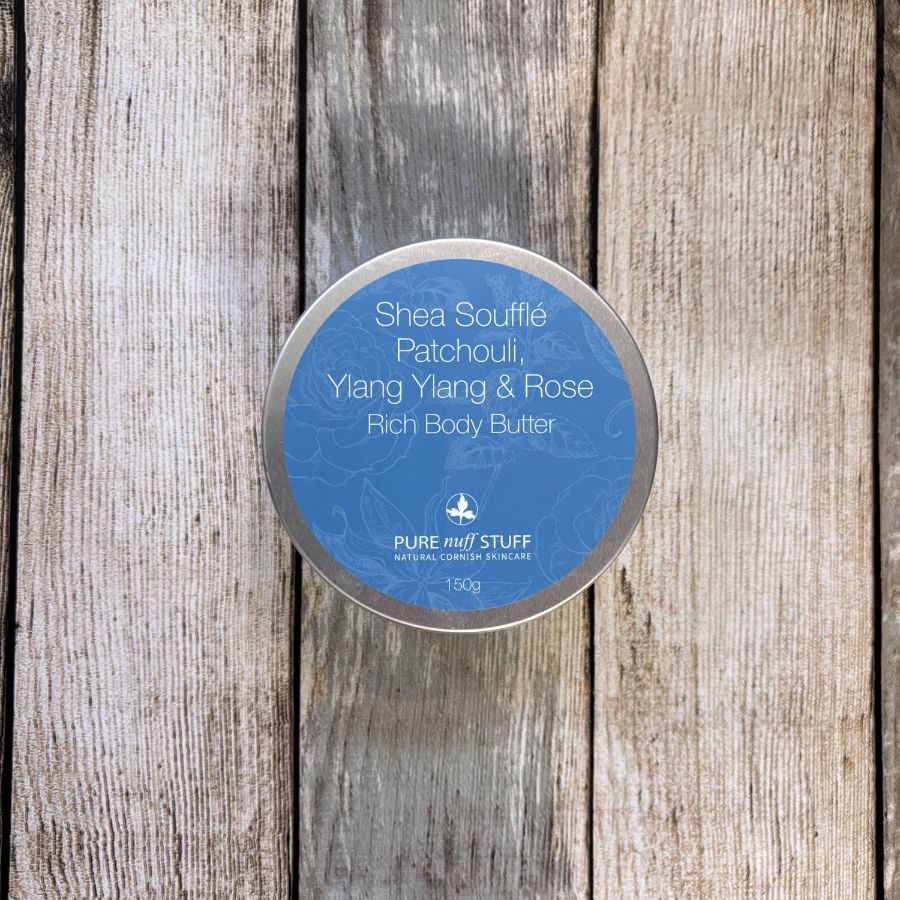 Shea Soufflé
Patchouli,
Ylang Ylang & Rose
Rich Body Butter
PURE nuff STUFF
NATURAL CORNISH SKINCARE
150g